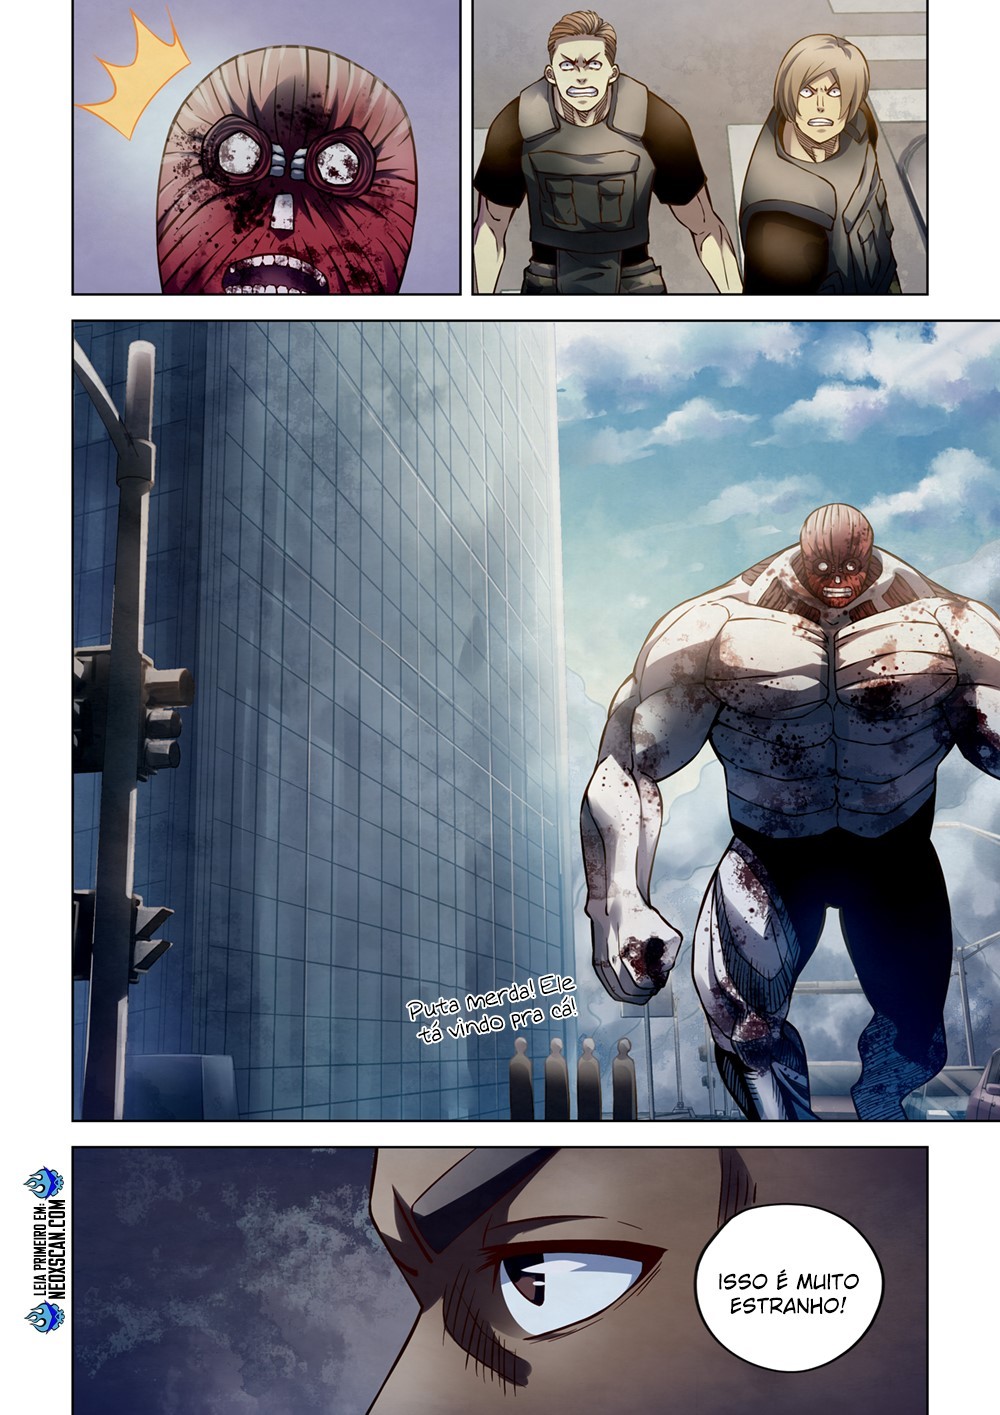 Puta merda! Ele
tá vindo pra cá!
ISSO É MUITO
ESTRANHO!
LEIA PRIMEIRO EM:
NEOXSCAN.COM